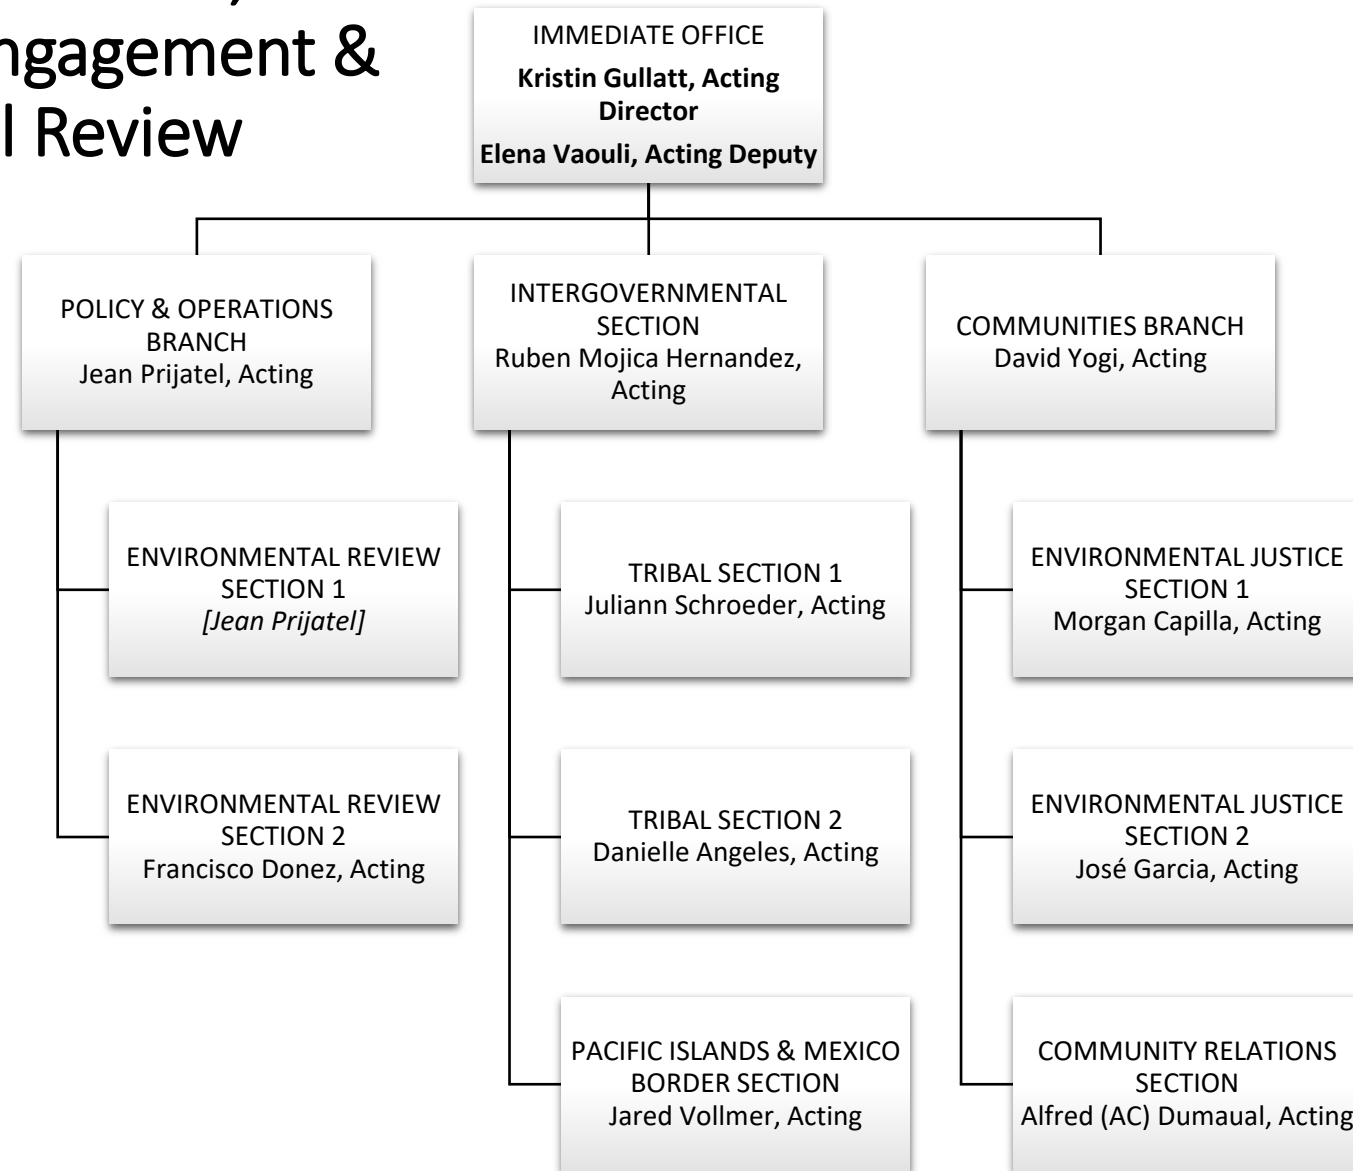 ngagement &
l Review
IMMEDIATE OFFICE
Kristin Gullatt, Acting
Director
Elena Vaouli, Acting Deputy
POLICY & OPERATIONS
BRANCH
Jean Prijatel, Acting
INTERGOVERNMENTAL
SECTION
Ruben Mojica Hernandez,
Acting
COMMUNITIES BRANCH
David Yogi, Acting
ENVIRONMENTAL REVIEW
SECTION 1
[Jean Prijatel]
TRIBAL SECTION 1
Juliann Schroeder, Acting
ENVIRONMENTAL JUSTICE
SECTION 1
Morgan Capilla, Acting
ENVIRONMENTAL REVIEW
SECTION 2
Francisco Donez, Acting
TRIBAL SECTION 2
Danielle Angeles, Acting
ENVIRONMENTAL JUSTICE
SECTION 2
José Garcia, Acting
PACIFIC ISLANDS & MEXICO
BORDER SECTION
Jared Vollmer, Acting
COMMUNITY RELATIONS
SECTION
Alfred (AC) Dumaual, Acting